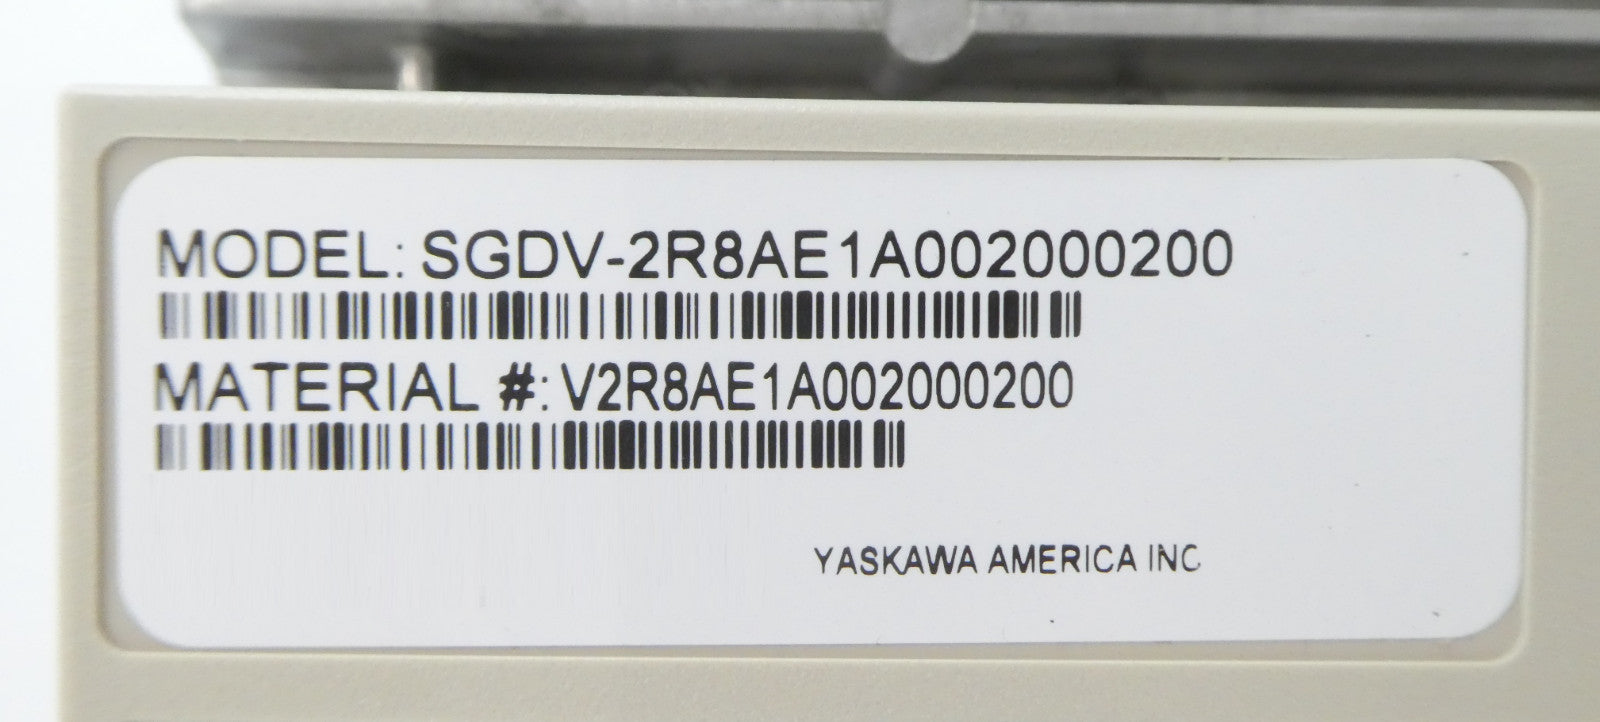 MODEL: SGDV-2R8AE1A002000200
MATERIAL #: V2R8AE1A002000200
YASKAWA AMERICA INC